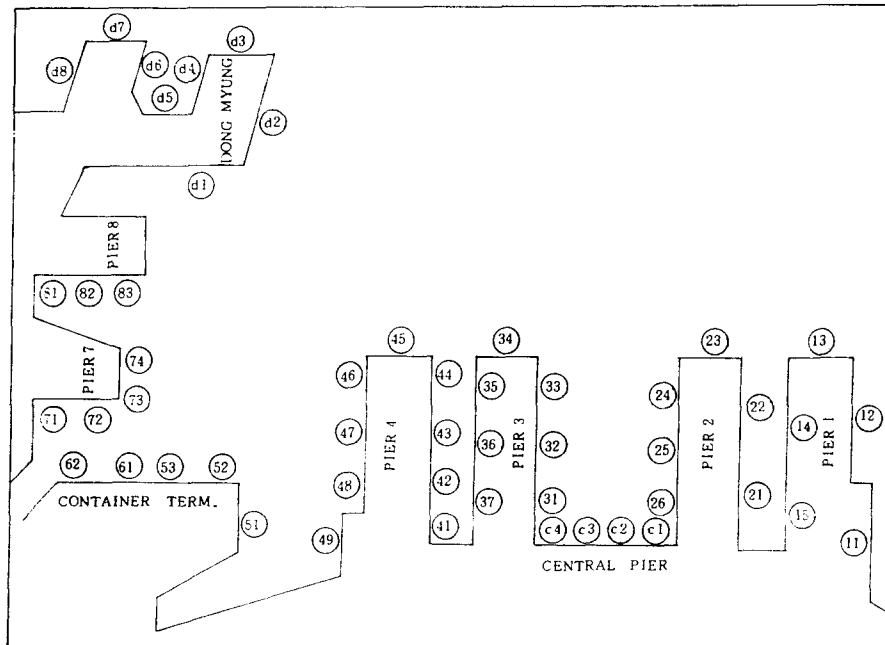 d7
d3
d8
d6
d4
d5
d2
DONG MYUNG
d1
PIER 8
81
82
83
74
PIER 7
73
71
72
62
61
53
52
CONTAINER TERM.
51
45
46
44
47
43
PIER 4
48
42
41
49
34
35
33
36
32
PIER 3
37
31
c4
c3
c2
c1
CENTRAL PIER
23
24
22
25
PIER 2
26
21
13
12
14
PIER 1
15
11